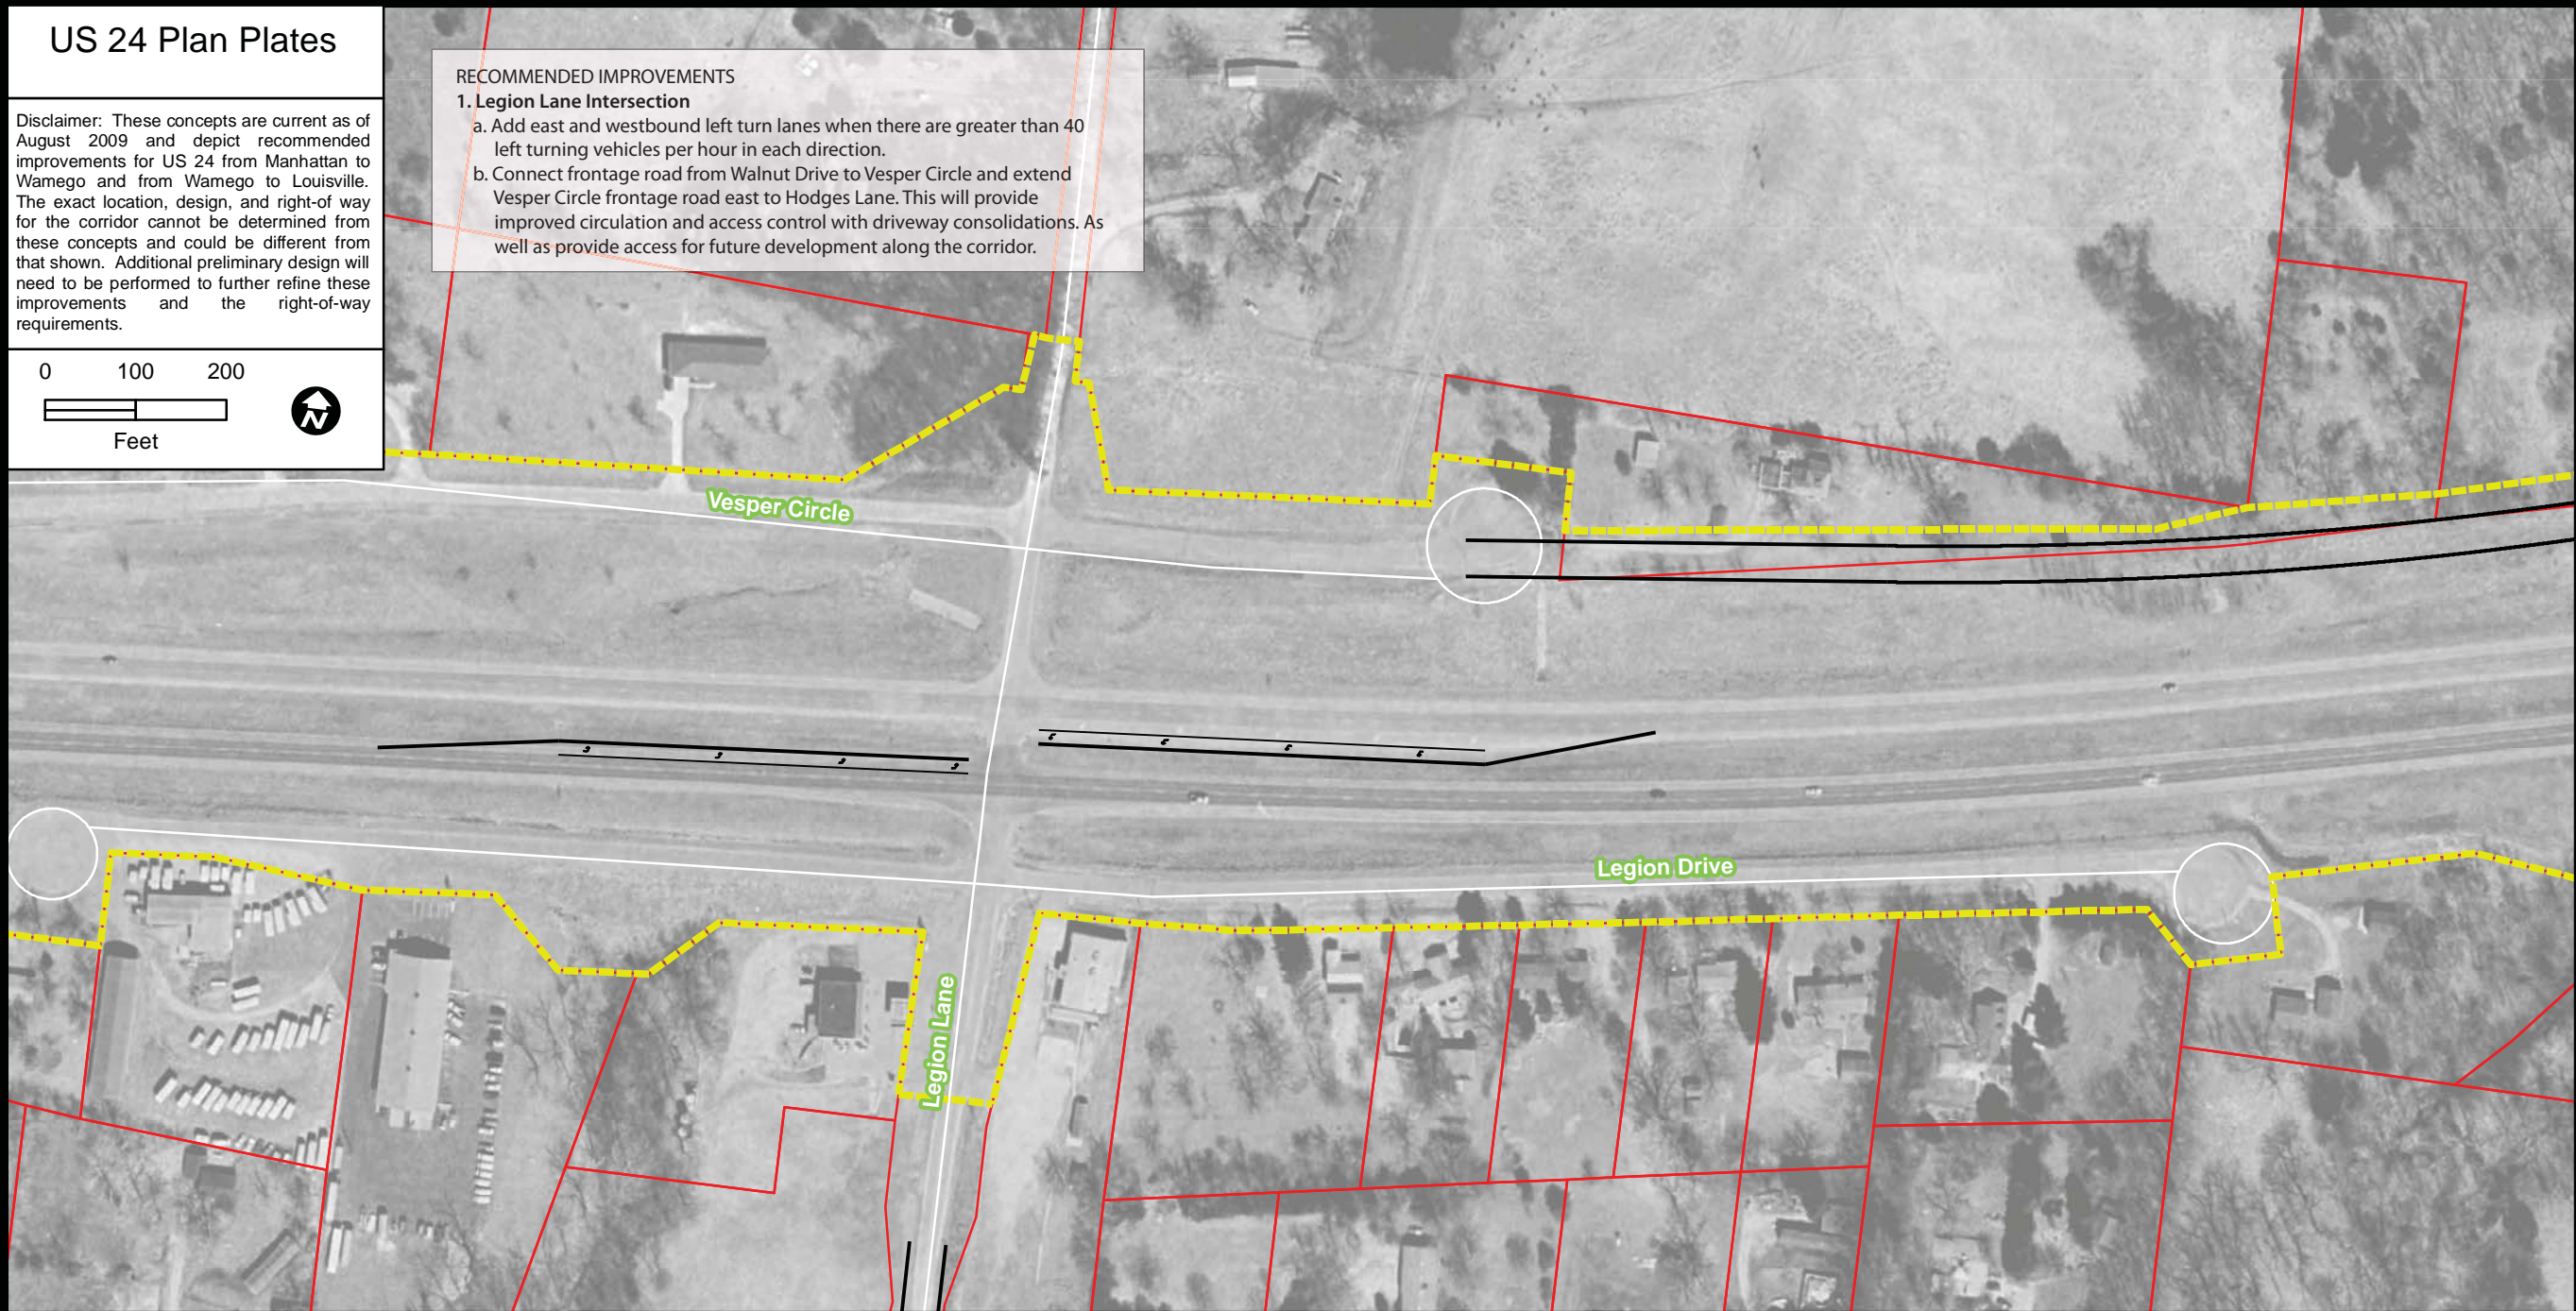 US 24 Plan Plates
Disclaimer: These concepts are current as of
August 2009 and depict recommended
improvements for US 24 from Manhattan to
Wamego and from Wamego to Louisville.
The exact location, design, and right-of way
for the corridor cannot be determined from
these concepts and could be different from
that shown. Additional preliminary design will
need to be performed to further refine these
improvements and the right-of-way
requirements.
0 100 200
Feet
N
RECOMMENDED IMPROVEMENTS
1. Legion Lane Intersection
a. Add east and westbound left turn lanes when there are greater than 40
left turning vehicles per hour in each direction.
b. Connect frontage road from Walnut Drive to Vesper Circle and extend
Vesper Circle frontage road east to Hodges Lane. This will provide
improved circulation and access control with driveway consolidations. As
well as provide access for future development along the corridor.
Vesper Circle
Legion Drive
Legion Lane